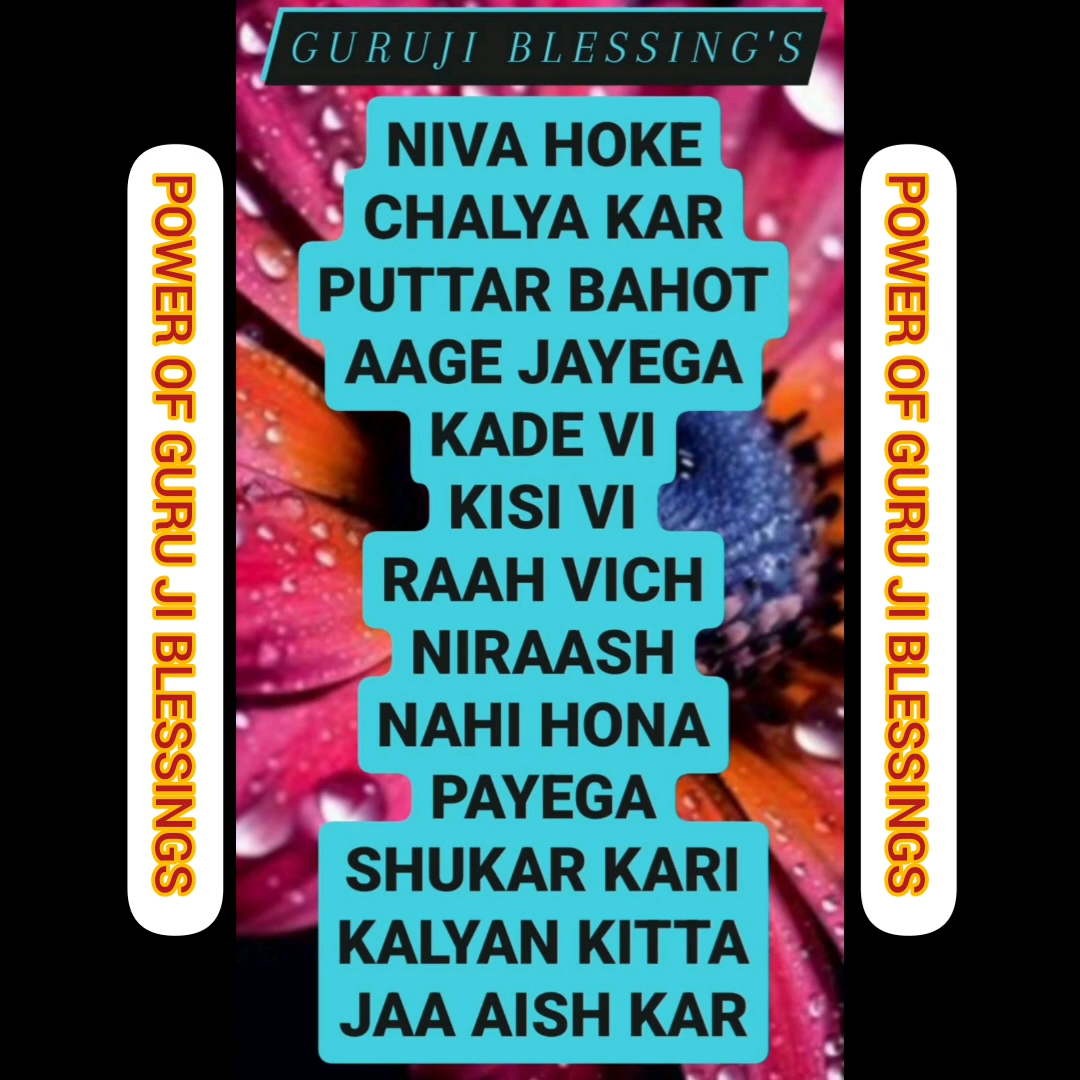 GURUJI BLESSING'S
NIVA HOKE
CHALYA KAR
PUTTAR BAHOT
AAGE JAYEGA
KADE VI
KISI VI
RAAH VICH
NIRAASH
NAHI HONA
PAYEGA
SHUKAR KARI
KALYAN KITTA
JAA AISH KAR
POWER OF GURU JI BLESSINGS
POWER OF GURU JI BLESSINGS